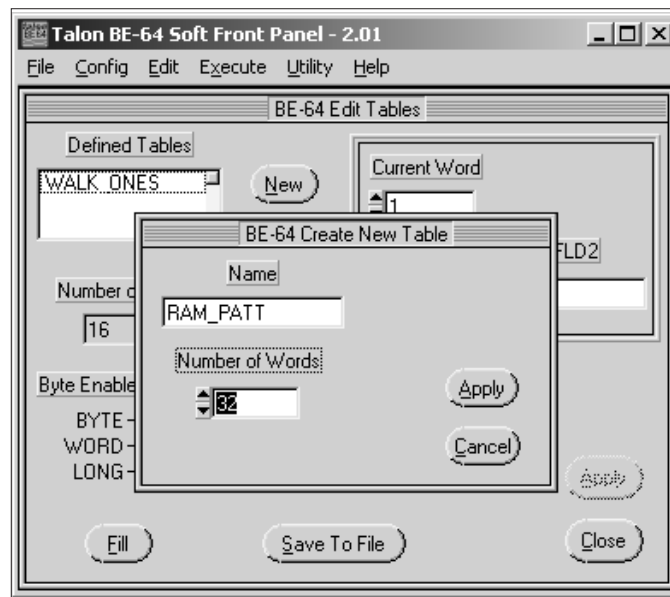 Talon BE-64 Soft Front Panel - 2.01
File Config Edit Execute Utility Help
BE-64 Edit Tables
Defined Tables
WALK_ONES
New
Current Word
1
BE-64 Create New Table
Name
RAM_PATT
FLD2
Number of Words
32
16
Byte Enable
BYTE
WORD
LONG
Apply
Cancel
Apply
Fill
Save To File
Close